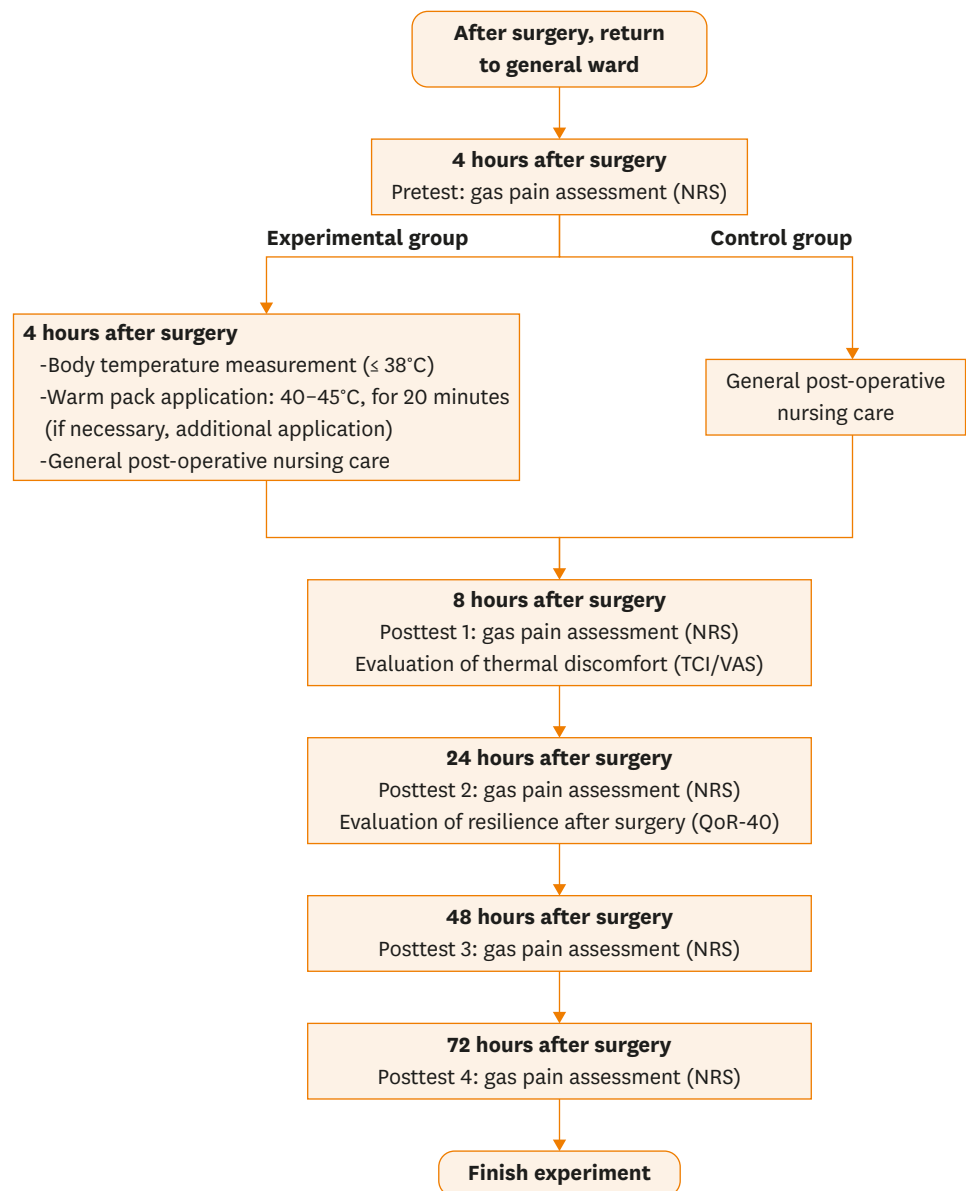 After surgery, return
to general ward
4 hours after surgery
Pretest: gas pain assessment (NRS)
Experimental group
Control group
4 hours after surgery
-Body temperature measurement (≤ 38°C)
-Warm pack application: 40–45°C, for 20 minutes
(if necessary, additional application)
-General post-operative nursing care
General post-operative
nursing care
8 hours after surgery
Posttest 1: gas pain assessment (NRS)
Evaluation of thermal discomfort (TCI/VAS)
24 hours after surgery
Posttest 2: gas pain assessment (NRS)
Evaluation of resilience after surgery (QoR-40)
48 hours after surgery
Posttest 3: gas pain assessment (NRS)
72 hours after surgery
Posttest 4: gas pain assessment (NRS)
Finish experiment